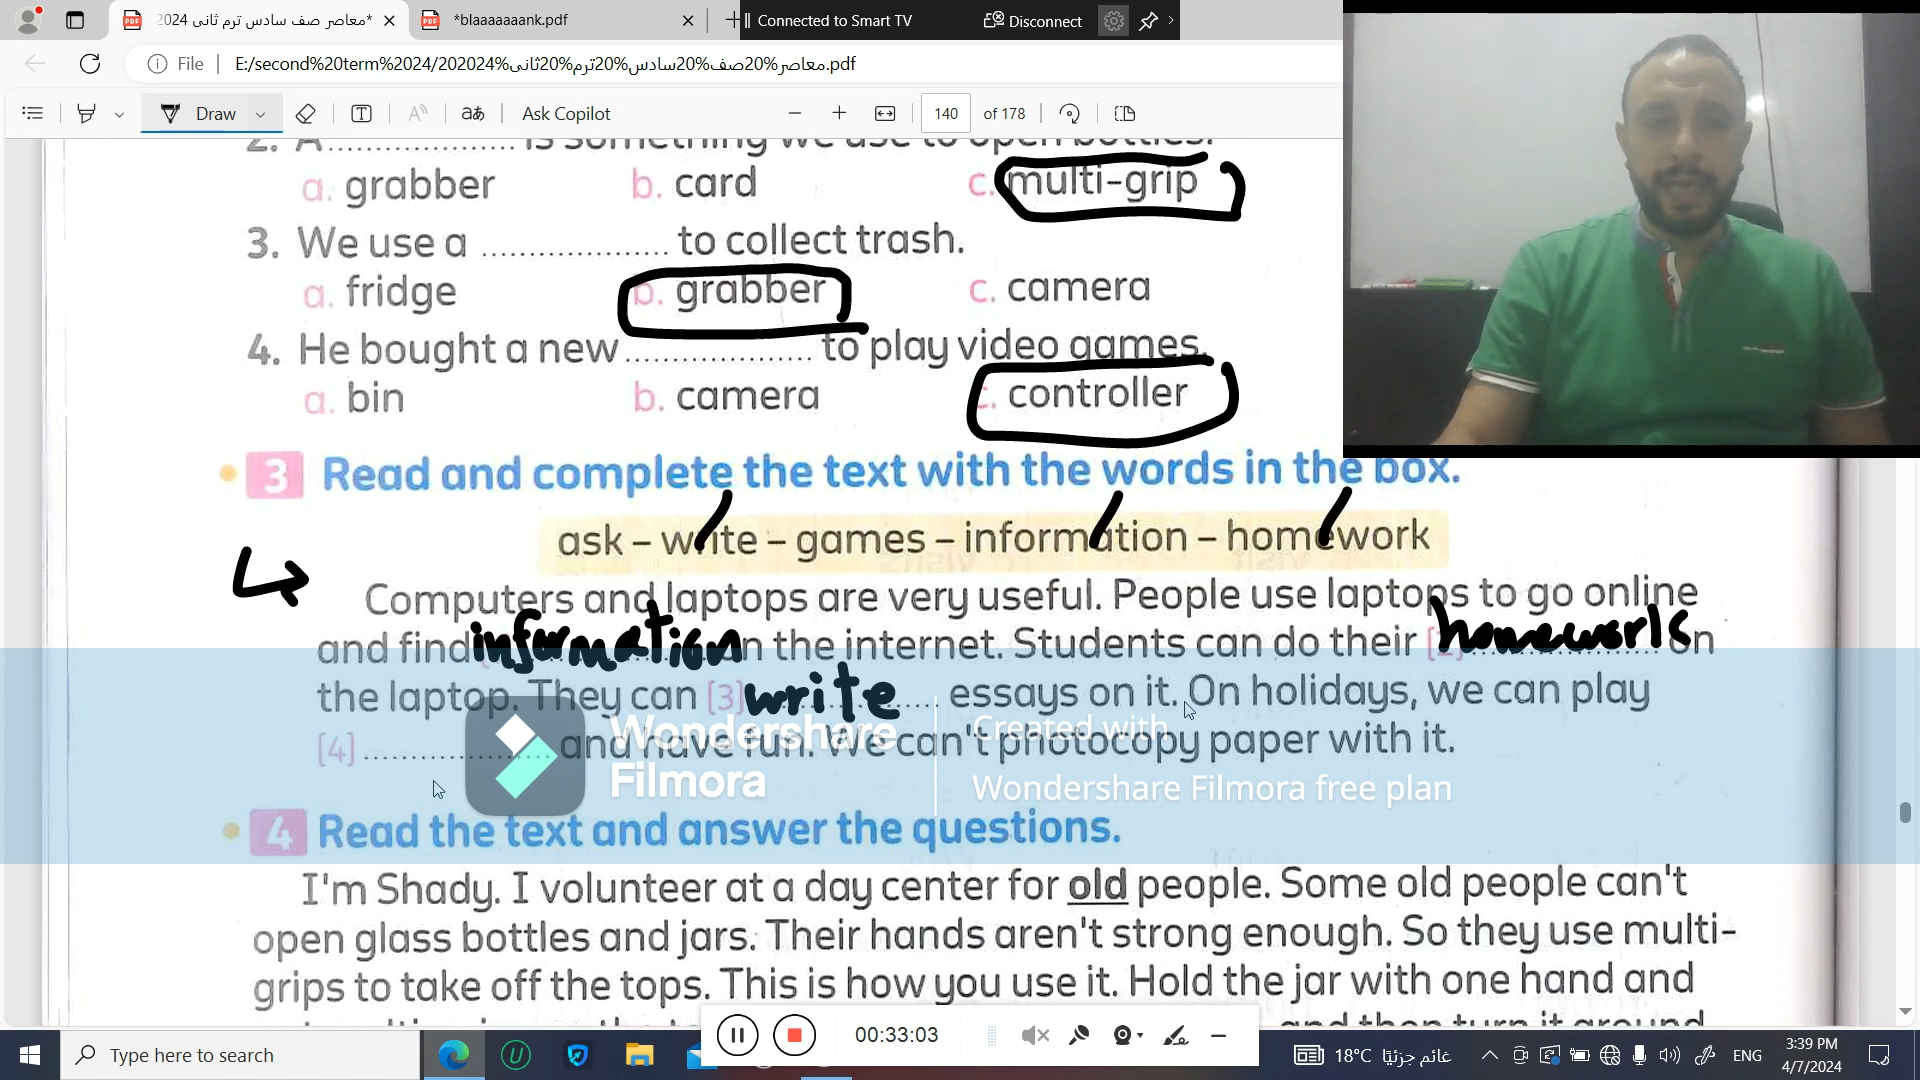 *معاصر صف سادس ترم ثانى 2024
*blaaaaaaank.pdf
Connected to Smart TV
Disconnect
File
E:/second%20term%2024/202024%معاصر%20صف%20سادس%20ترم%20ثانى.pdf
Draw
Ask Copilot
140 of 178
2. A .................. is something we use to open bottles.
a. grabber b. card c. multi-grip
3. We use a .................. to collect trash.
a. fridge b. grabber c. camera
4. He bought a new .................. to play video games.
a. bin b. camera c. controller
3 Read and complete the text with the words in the box.
ask – write – games – information – homework
Computers and laptops are very useful. People use laptops to go online
and find information on the internet. Students can do their (2) homework on
the laptop. They can (3) write essays on it. On holidays, we can play
(4) .................. and have fun. We can't photocopy paper with it.
Wondershare
Filmora
Created with
Wondershare Filmora free plan
4 Read the text and answer the questions.
I'm Shady. I volunteer at a day center for old people. Some old people can't
open glass bottles and jars. Their hands aren't strong enough. So they use multi-
grips to take off the tops. This is how you use it. Hold the jar with one hand and
and then turn it around
00:33:03
Type here to search
18°C غائم جزئيًا
ENG
3:39 PM
4/7/2024